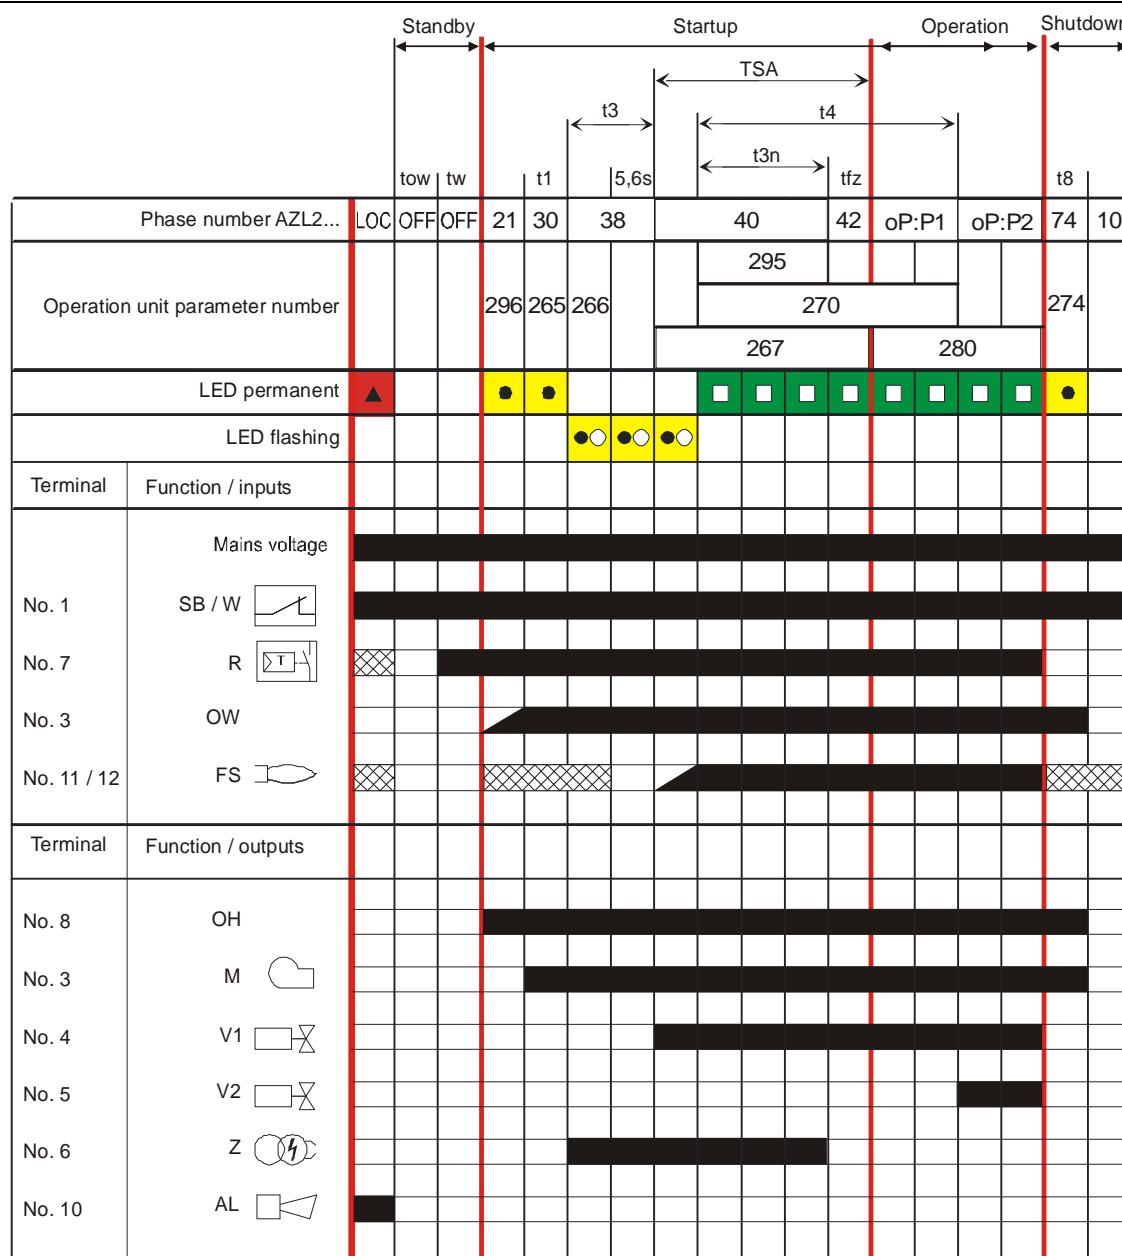 Standby Startup Operation Shutdown
TSA
t3 t4
t3n
tow tw t1 5,6s tfz t8
Phase number AZL2... LOC OFF OFF 21 30 38 40 42 oP:P1 oP:P2 74 10
295
Operation unit parameter number 296 265 266 270 274
267 280
LED permanent
LED flashing
Terminal Function / inputs
Mains voltage
No. 1 SB / W
No. 7 R T
No. 3 OW
No. 11 / 12 FS
Terminal Function / outputs
No. 8 OH
No. 3 M
No. 4 V1
No. 5 V2
No. 6 Z
No. 10 AL